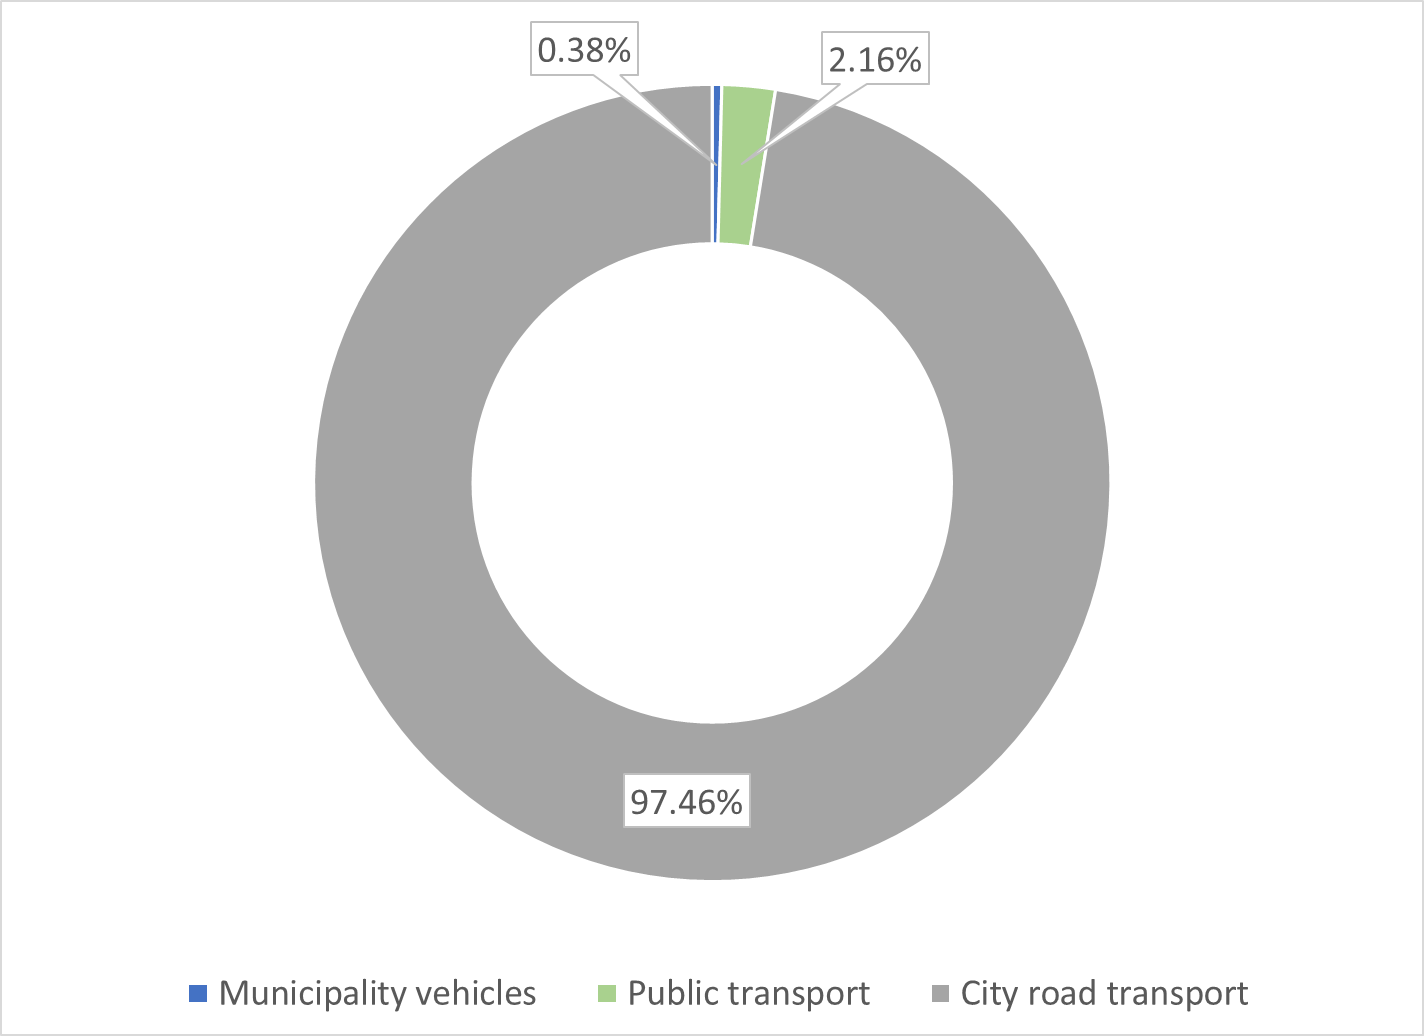 0.38%
2.16%
97.46%
Municipality vehicles
Public transport
City road transport